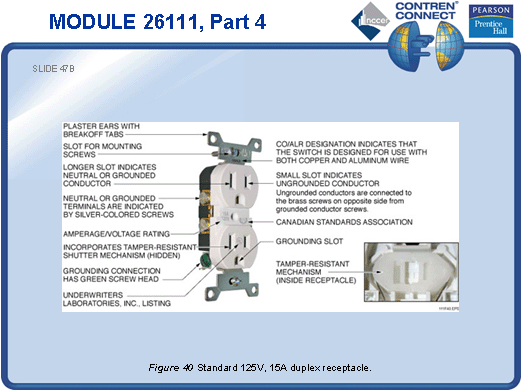 MODULE 26111, Part 4
nccer
CONTREN®
CONNECT
PEARSON
Prentice
Hall
SLIDE 47B
PLASTER EARS WITH
BREAKOFF TABS
SLOT FOR MOUNTING
SCREWS
LONGER SLOT INDICATES
NEUTRAL OR GROUNDED
CONDUCTOR
NEUTRAL OR GROUNDED
TERMINALS ARE INDICATED
BY SILVER-COLORED SCREWS
AMPERAGE/VOLTAGE RATING
INCORPORATES TAMPER-RESISTANT
SHUTTER MECHANISM (HIDDEN)
GROUNDING CONNECTION
HAS GREEN SCREW HEAD
UNDERWRITERS
LABORATORIES, INC., LISTING
CO/ALR DESIGNATION INDICATES THAT
THE SWITCH IS DESIGNED FOR USE WITH
BOTH COPPER AND ALUMINUM WIRE
SMALL SLOT INDICATES
UNGROUNDED CONDUCTOR
Ungrounded conductors are connected to
the brass screws on opposite side from
grounded conductor screws.
CANADIAN STANDARDS ASSOCIATION
GROUNDING SLOT
TAMPER-RESISTANT
MECHANISM
(INSIDE RECEPTACLE)
Figure 40 Standard 125V, 15A duplex receptacle.